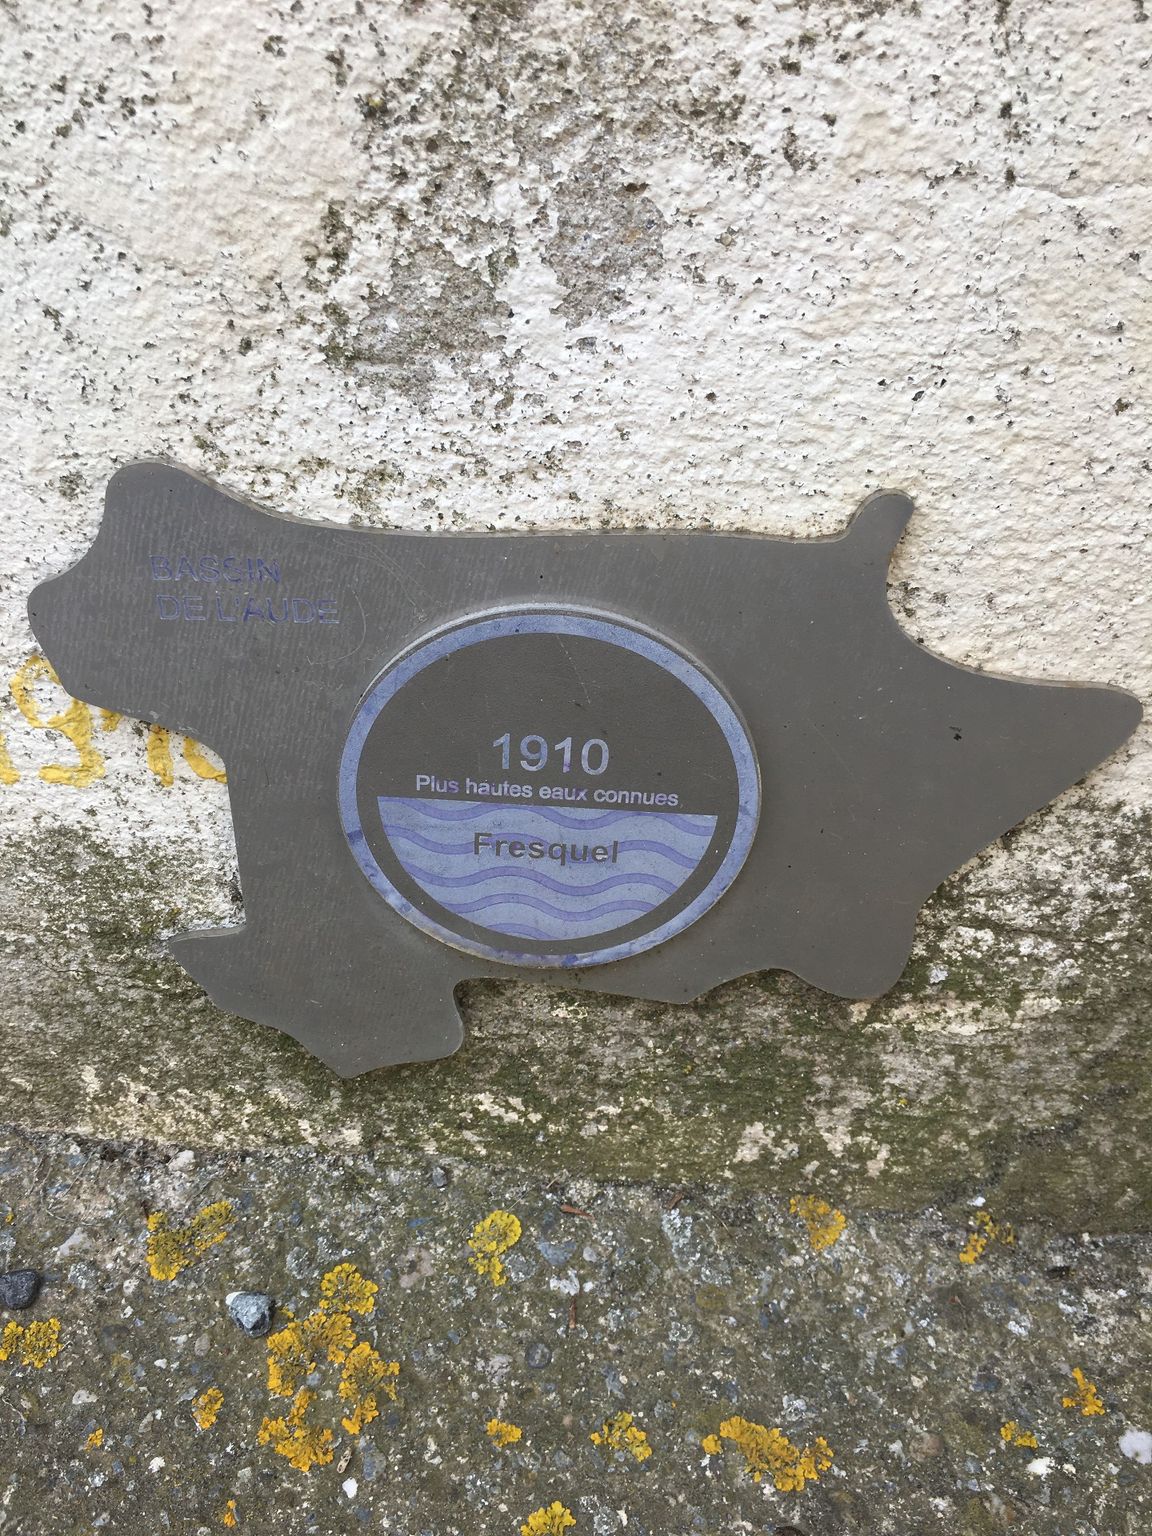 BASSIN
DE L'AUDE
1910
Plus hautes eaux connues
Fresquel